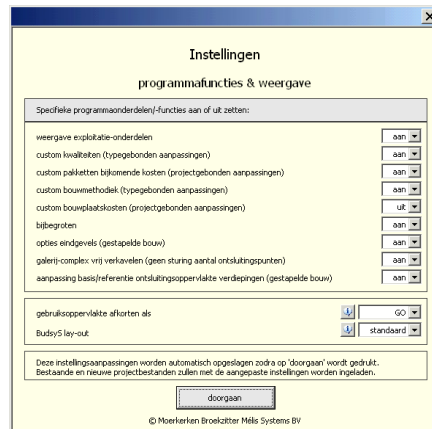 Instellingen
programmafuncties & weergave
Specifieke programmaonderdelen/-functies aan of uit zetten:
weergave exploitatie-onderdelen aan
custom kwaliteiten (typegebonden aanpassingen) aan
custom pakketten bijkomende kosten (projectgebonden aanpassingen) aan
custom bouwmethodiek (typegebonden aanpassingen) aan
custom bouwplaatskosten (projectgebonden aanpassingen) uit
bijbegroten aan
opties eindgevels (gestapelde bouw) aan
galerij-complex vrij verkavelen (geen sturing aantal ontsluitingspunten) aan
aanpassing basis/referentie ontsluitingsoppervlakte verdiepingen (gestapelde bouw) aan
gebruiksoppervlakte afkorten als GO
BudsyS lay-out standaard
Deze instellingsaanpassingen worden automatisch opgeslagen zodra op 'doorgaan' wordt gedrukt.
Bestaande en nieuwe projectbestanden zullen met de aangepaste instellingen worden ingeladen.
doorgaan
© Moerkerken Broekzitter Mélis Systems BV